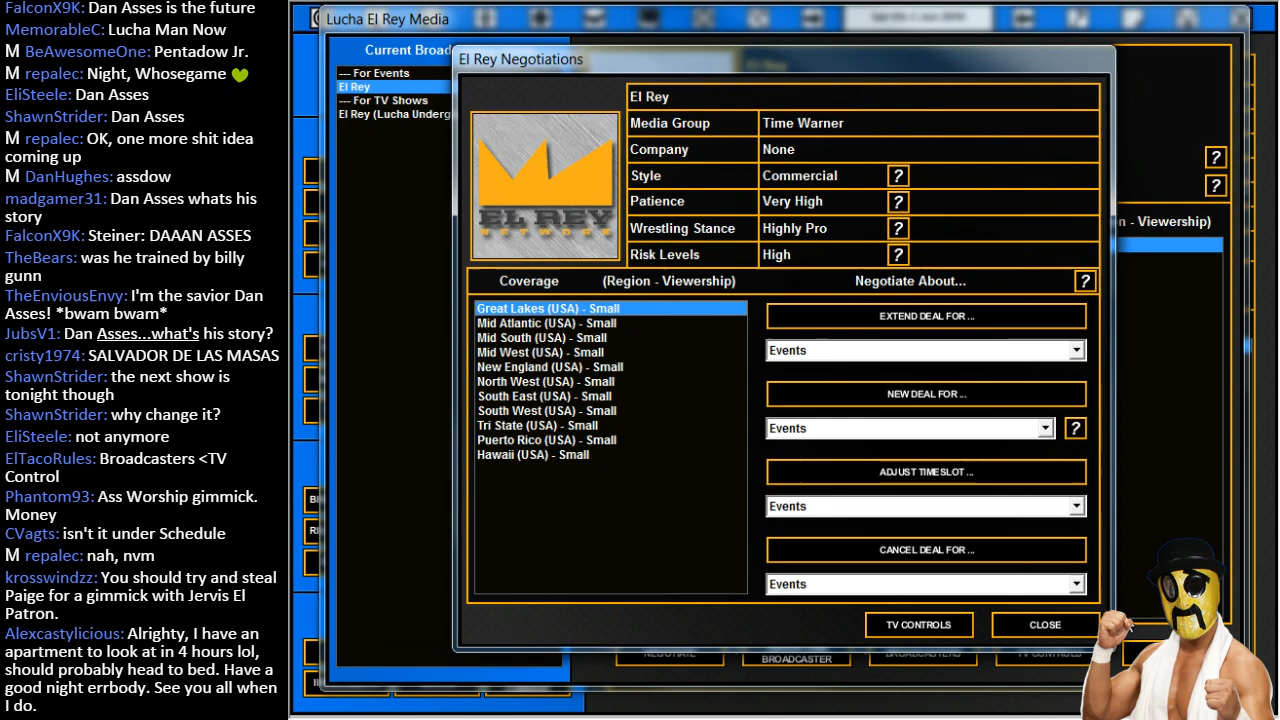 FalconX9K: Dan Asses is the future
MemorableC: Lucha Man Now
M BeAwesomeOne: Pentadow Jr.
M repalec: Night, Whosegame
EliSteele: Dan Asses
ShawnStrider: Dan Asses
M repalec: OK, one more shit idea
coming up
M DanHughes: assdow
madgamer31: Dan Asses whats his
story
FalconX9K: Steiner: DAAAN ASSES
TheBears: was he trained by billy
gunn
TheEnviousEnvy: I'm the savior Dan
Asses! *bwam bwam*
JubsV1: Dan Asses...what's his story?
cristy1974: SALVADOR DE LAS MASAS
ShawnStrider: the next show is
tonight though
ShawnStrider: why change it?
EliSteele: not anymore
ElTacoRules: Broadcasters <TV
Control
Phantom93: Ass Worship gimmick.
Money
CVagts: isn't it under Schedule
M repalec: nah, nvm
krosswindzz: You should try and steal
Paige for a gimmick with Jervis El
Patron.
Alexcastylicious: Alrighty, I have an
apartment to look at in 4 hours lol,
should probably head to bed. Have a
good night errbody. See you all when
I do.
Lucha El Rey Media
Current Broad
--- For Events
El Rey
--- For TV Shows
El Rey (Lucha Underg
El Rey Negotiations
EL REY
NETWORK
El Rey
Media Group Time Warner
Company None
Style Commercial ?
Patience Very High ?
Wrestling Stance Highly Pro ?
Risk Levels High ?
Coverage (Region - Viewership) Negotiate About... ?
Great Lakes (USA) - Small
Mid Atlantic (USA) - Small
Mid South (USA) - Small
Mid West (USA) - Small
New England (USA) - Small
North West (USA) - Small
South East (USA) - Small
South West (USA) - Small
Tri State (USA) - Small
Puerto Rico (USA) - Small
Hawaii (USA) - Small
EXTEND DEAL FOR ...
Events
NEW DEAL FOR ...
Events ?
ADJUST TIMESLOT ...
Events
CANCEL DEAL FOR ...
Events
TV CONTROLS CLOSE
?
?
n - Viewership)
NEGOTIATE
BROADCASTER
BROADCASTERS
TV CONTROLS